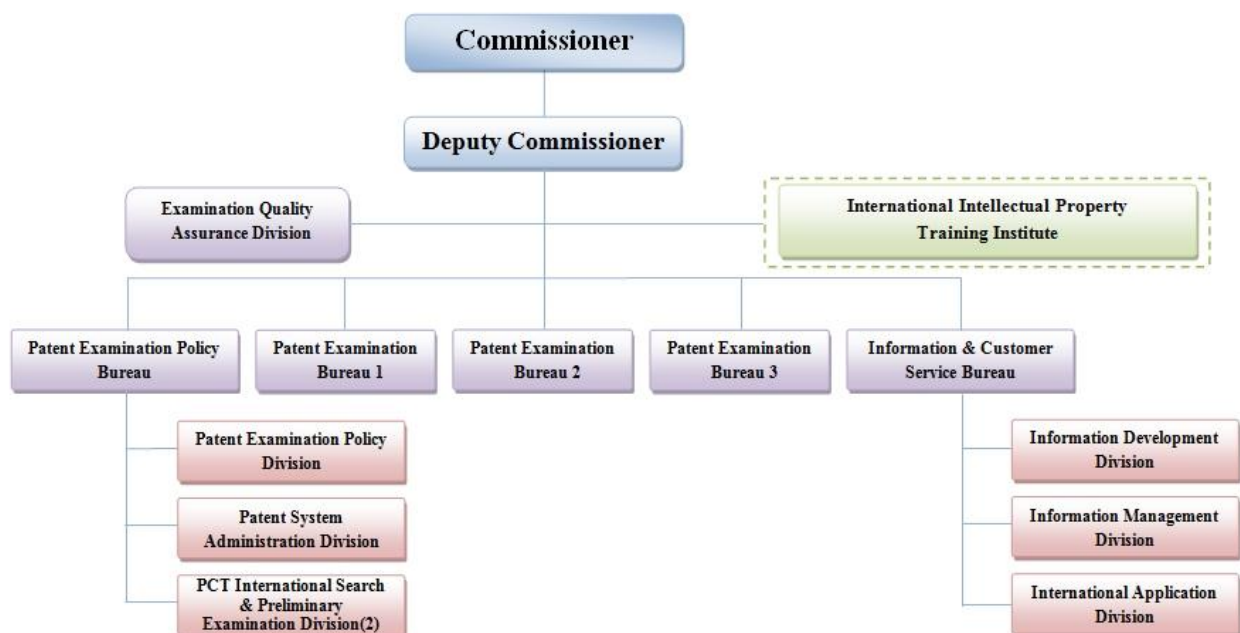 Commissioner
Deputy Commissioner
Examination Quality
Assurance Division
International Intellectual Property
Training Institute
Patent Examination Policy
Bureau
Patent Examination
Bureau 1
Patent Examination
Bureau 2
Patent Examination
Bureau 3
Information & Customer
Service Bureau
Patent Examination Policy
Division
Patent System
Administration Division
PCT International Search
& Preliminary
Examination Division(2)
Information Development
Division
Information Management
Division
International Application
Division